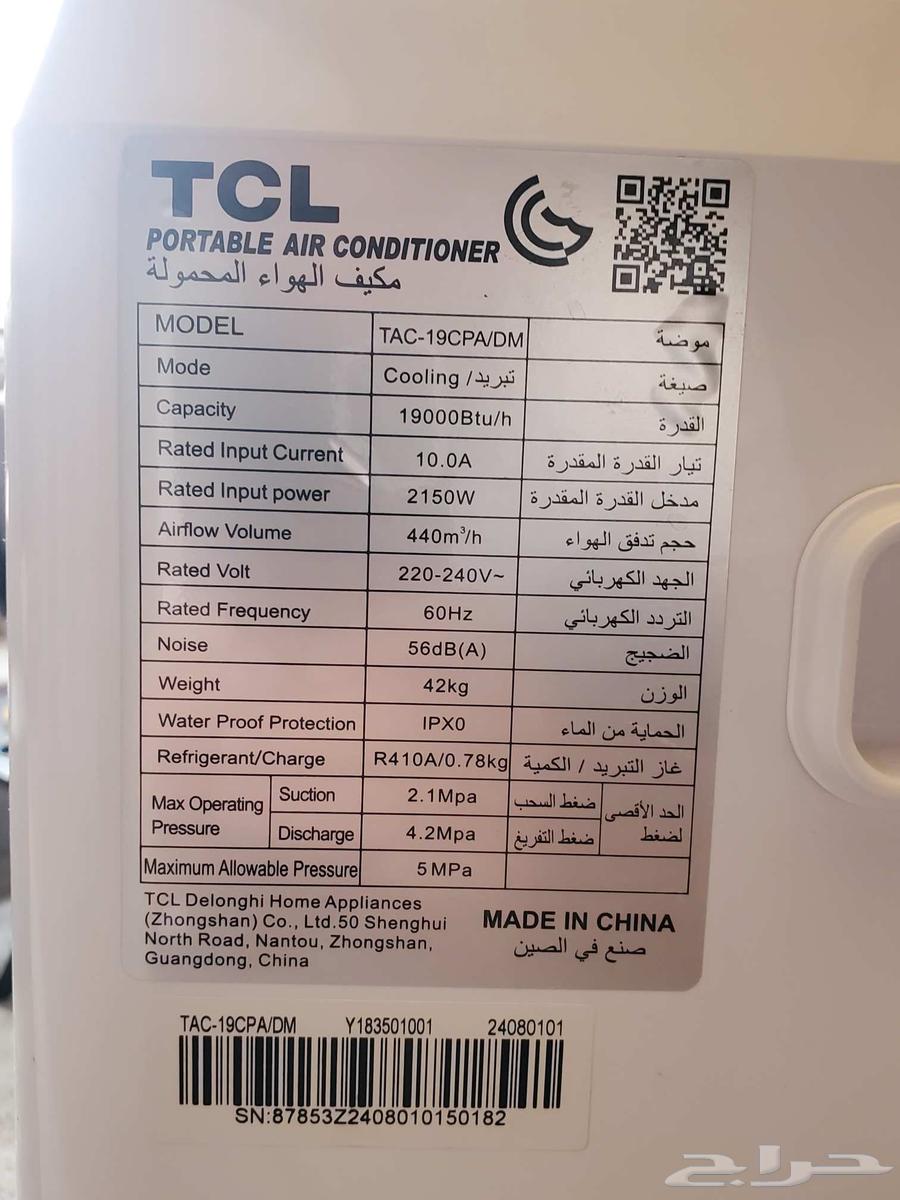 TCL
PORTABLE AIR CONDITIONER
مكيف الهواء المحمولة
MODEL TAC-19CPA/DM موضة
Mode Cooling /تبريد صيغة
Capacity 19000Btu/h القدرة
Rated Input Current 10.0A تيار القدرة المقدرة
Rated Input power 2150W مدخل القدرة المقدرة
Airflow Volume 440m³/h حجم تدفق الهواء
Rated Volt 220-240V~ الجهد الكهربائي
Rated Frequency 60Hz التردد الكهربائي
Noise 56dB(A) الضجيج
Weight 42kg الوزن
Water Proof Protection IPX0 الحماية من الماء
Refrigerant/Charge R410A/0.78kg غاز التبريد / الكمية
Max Operating Pressure Suction 2.1Mpa ضغط السحب الحد الأقصى لضغط
Discharge 4.2Mpa ضغط التفريغ
Maximum Allowable Pressure 5MPa
TCL Delonghi Home Appliances
(Zhongshan) Co., Ltd.50 Shenghui
North Road, Nantou, Zhongshan,
Guangdong, China
MADE IN CHINA
صنع في الصين
TAC-19CPA/DM Y183501001 24080101
SN:87853Z2408010150182
حراج